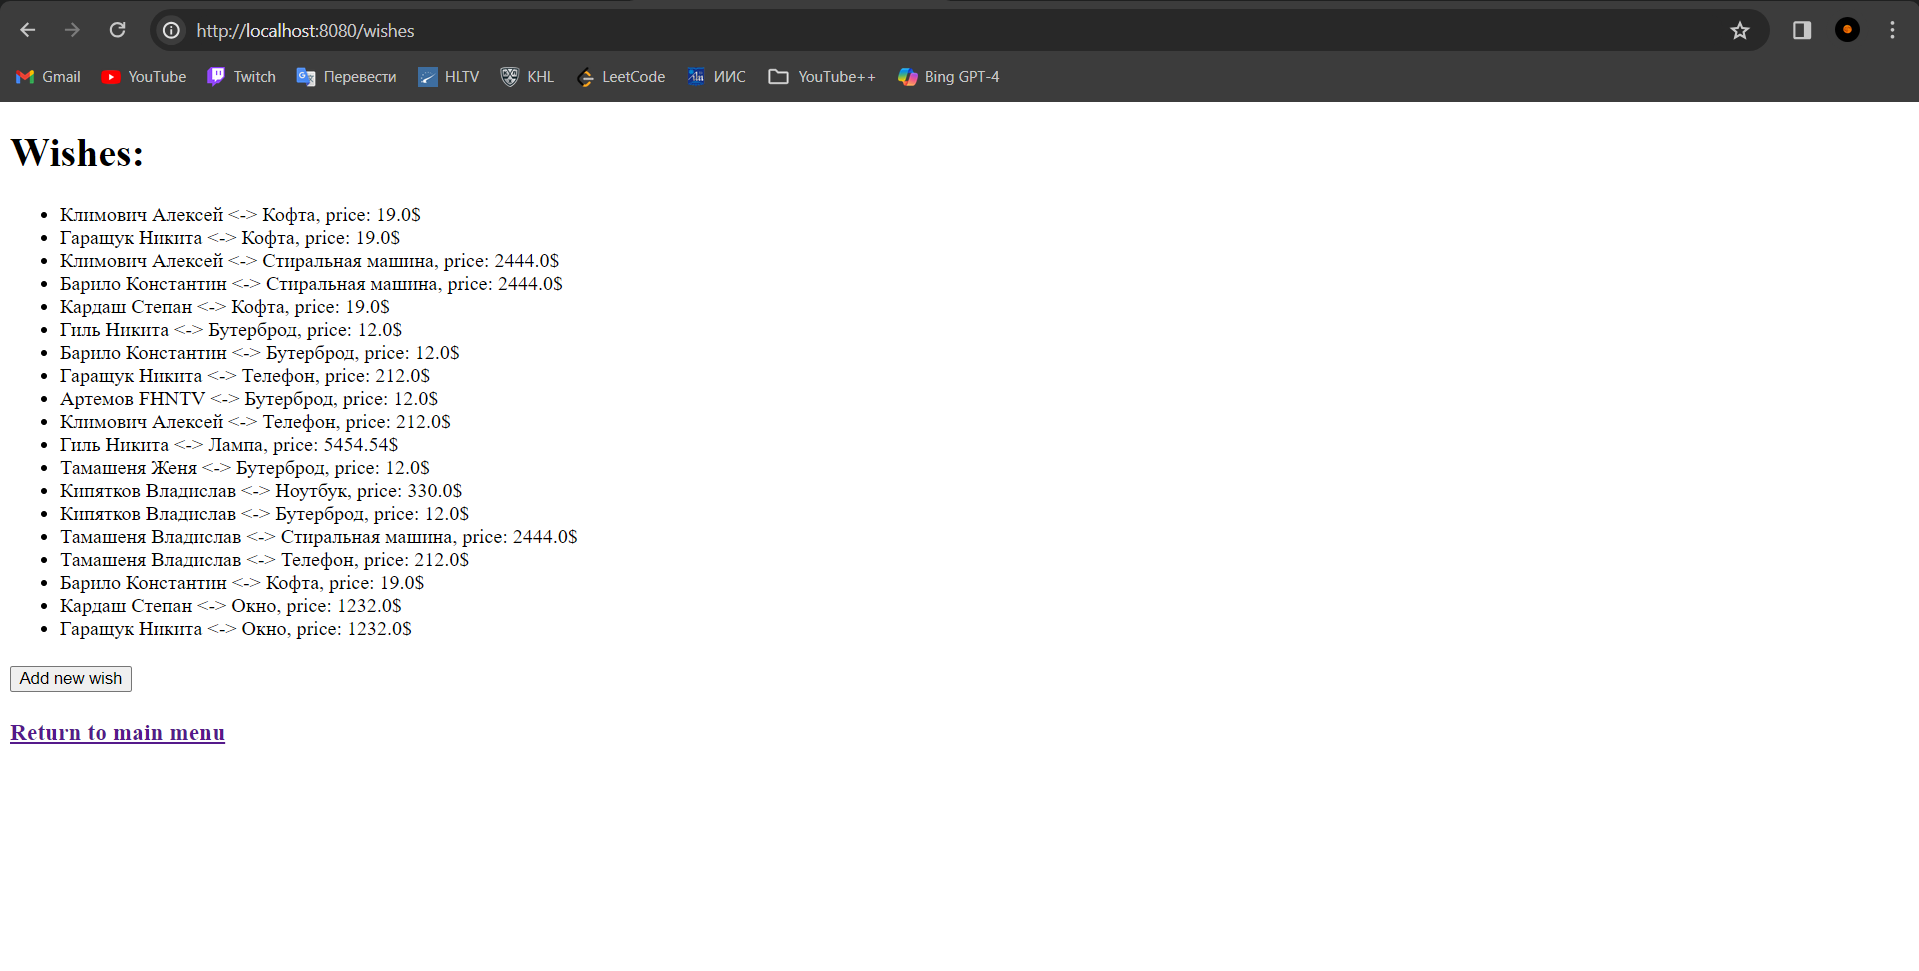 http://localhost:8080/wishes
Gmail YouTube Twitch Перевести HLTV KHL LeetCode ИИС YouTube++ Bing GPT-4
Wishes:
Климович Алексей <-> Кофта, price: 19.0$
Гаращук Никита <-> Кофта, price: 19.0$
Климович Алексей <-> Стиральная машина, price: 2444.0$
Барило Константин <-> Стиральная машина, price: 2444.0$
Кардаш Степан <-> Кофта, price: 19.0$
Гиль Никита <-> Бутерброд, price: 12.0$
Барило Константин <-> Бутерброд, price: 12.0$
Гаращук Никита <-> Телефон, price: 212.0$
Артемов FHNTV <-> Бутерброд, price: 12.0$
Климович Алексей <-> Телефон, price: 212.0$
Гиль Никита <-> Лампа, price: 5454.54$
Тамашеня Женя <-> Бутерброд, price: 12.0$
Кипятков Владислав <-> Ноутбук, price: 330.0$
Кипятков Владислав <-> Бутерброд, price: 12.0$
Тамашеня Владислав <-> Стиральная машина, price: 2444.0$
Тамашеня Владислав <-> Телефон, price: 212.0$
Барило Константин <-> Кофта, price: 19.0$
Кардаш Степан <-> Окно, price: 1232.0$
Гаращук Никита <-> Окно, price: 1232.0$
Add new wish
Return to main menu